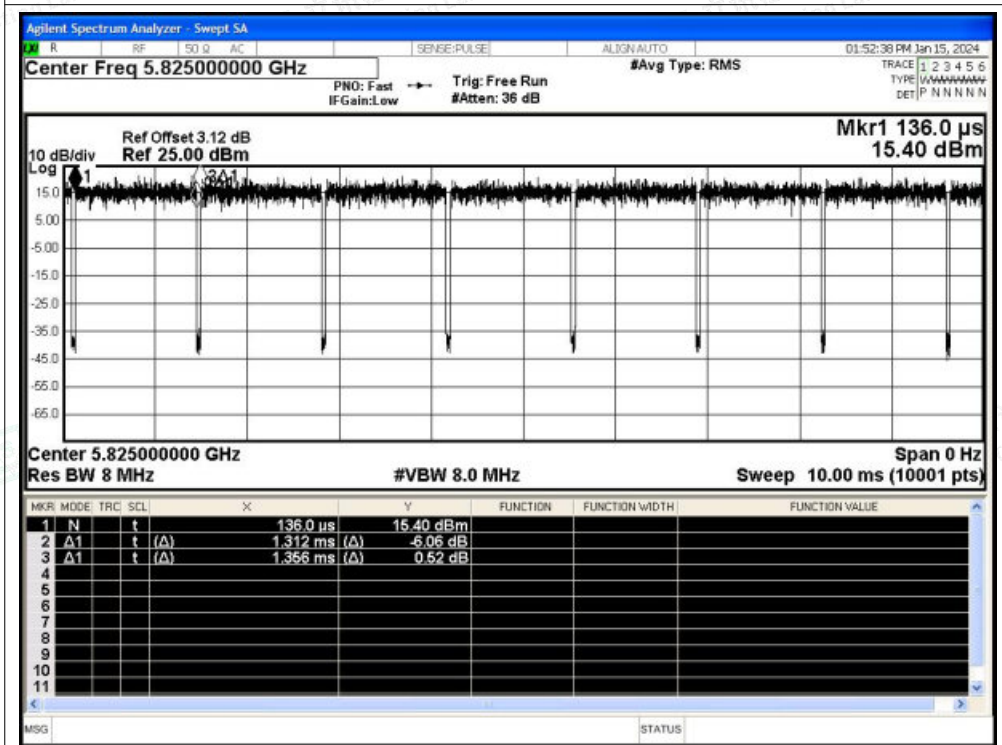 Agilent Spectrum Analyzer - Swept SA
LXI R RF 50 Ω AC SENSE:PULSE ALIGN AUTO 01:52:38 PM Jan 15, 2024
Center Freq 5.825000000 GHz #Avg Type: RMS TRACE 1 2 3 4 5 6
PNO: Fast Trig: Free Run TYPE
IFGain:Low #Atten: 36 dB DET P N N N N N
Mkr1 136.0 µs
Ref Offset 3.12 dB
10 dB/div Ref 25.00 dBm 15.40 dBm
Log
1 3Δ1
15.0
5.00
-5.00
-15.0
-25.0
-35.0
-45.0
-55.0
-65.0
Center 5.825000000 GHz Span 0 Hz
Res BW 8 MHz #VBW 8.0 MHz Sweep 10.00 ms (10001 pts)
MKR MODE TRC SCL X Y FUNCTION FUNCTION WIDTH FUNCTION VALUE
1 N t 136.0 µs 15.40 dBm
2 Δ1 t (Δ) 1.312 ms (Δ) -6.06 dB
3 Δ1 t (Δ) 1.356 ms (Δ) 0.52 dB
4
5
6
7
8
9
10
11
MSG STATUS